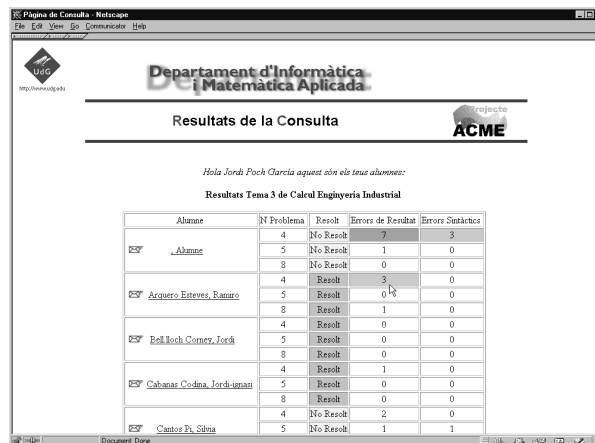 Pàgina de Consulta - Netscape
File Edit View Go Communicator Help
UdG
http://www.udg.edu
Departament d'Informàtica
i Matemàtica Aplicada
Resultats de la Consulta
Projecte
ACME
Hola Jordi Poch Garcia aquest són els teus alumnes:
Resultats Tema 3 de Calcul Enginyeria Industrial
Alumne N Problema Resolt Errors de Resultat Errors Sintàctics
, Alumne
4 No Resolt 7 3
5 No Resolt 1 0
8 No Resolt 0 0
Arquero Esteves, Ramiro
4 Resolt 3 0
5 Resolt 0 0
8 Resolt 1 0
Bell.lloch Corney, Jordi
4 Resolt 0 0
5 Resolt 0 0
8 Resolt 0 0
Cabanas Codina, Jordi-ignasi
4 Resolt 1 0
5 Resolt 0 0
8 Resolt 0 0
Cantos Pi, Silvia
4 No Resolt 2 0
5 No Resolt 1 1
Document Done